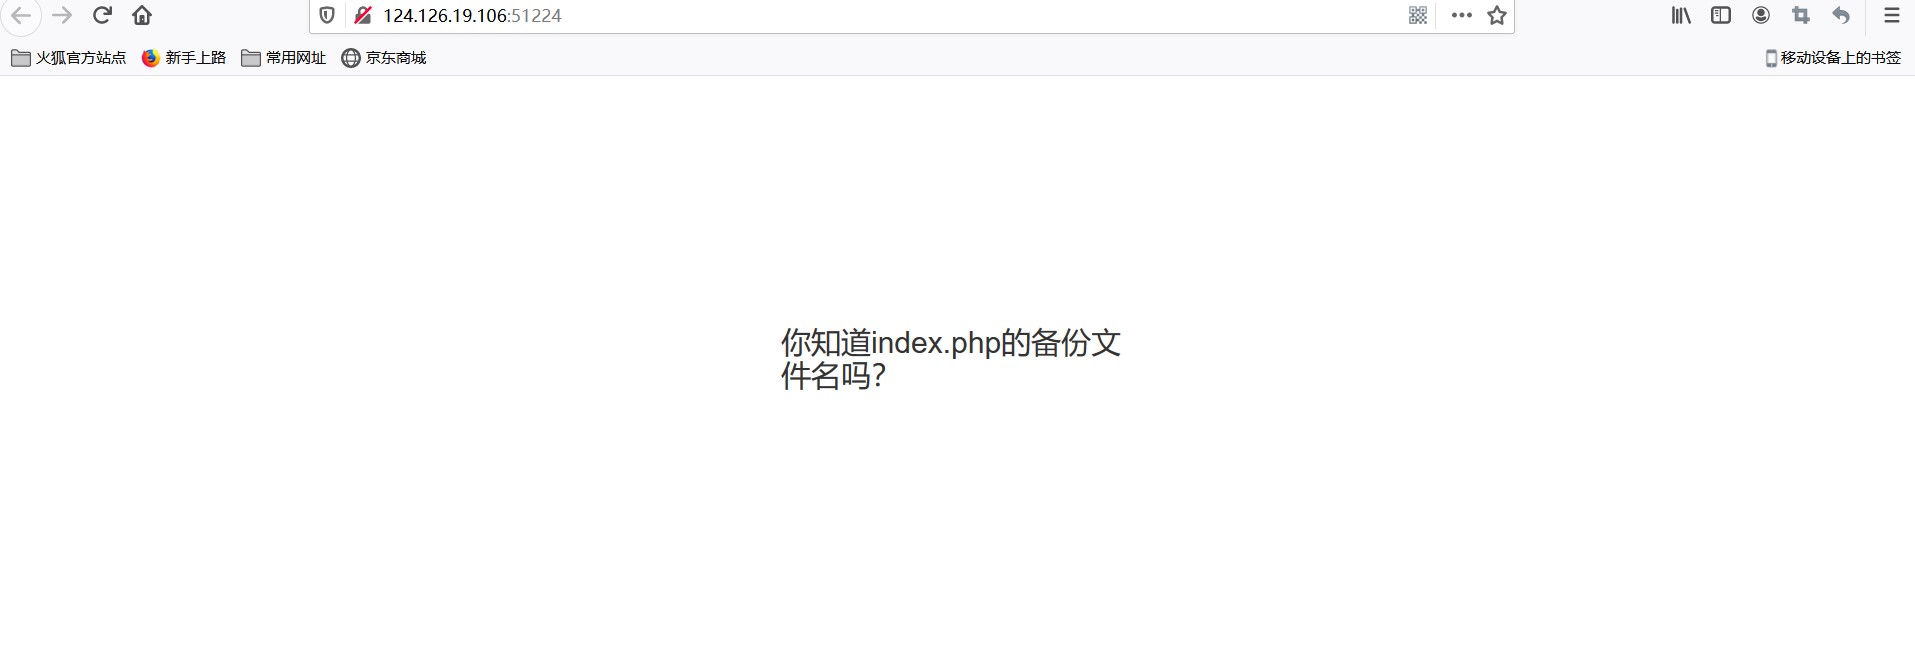 124.126.19.106:51224
火狐官方站点 新手上路 常用网址 京东商城 移动设备上的书签
你知道index.php的备份文
件名吗?